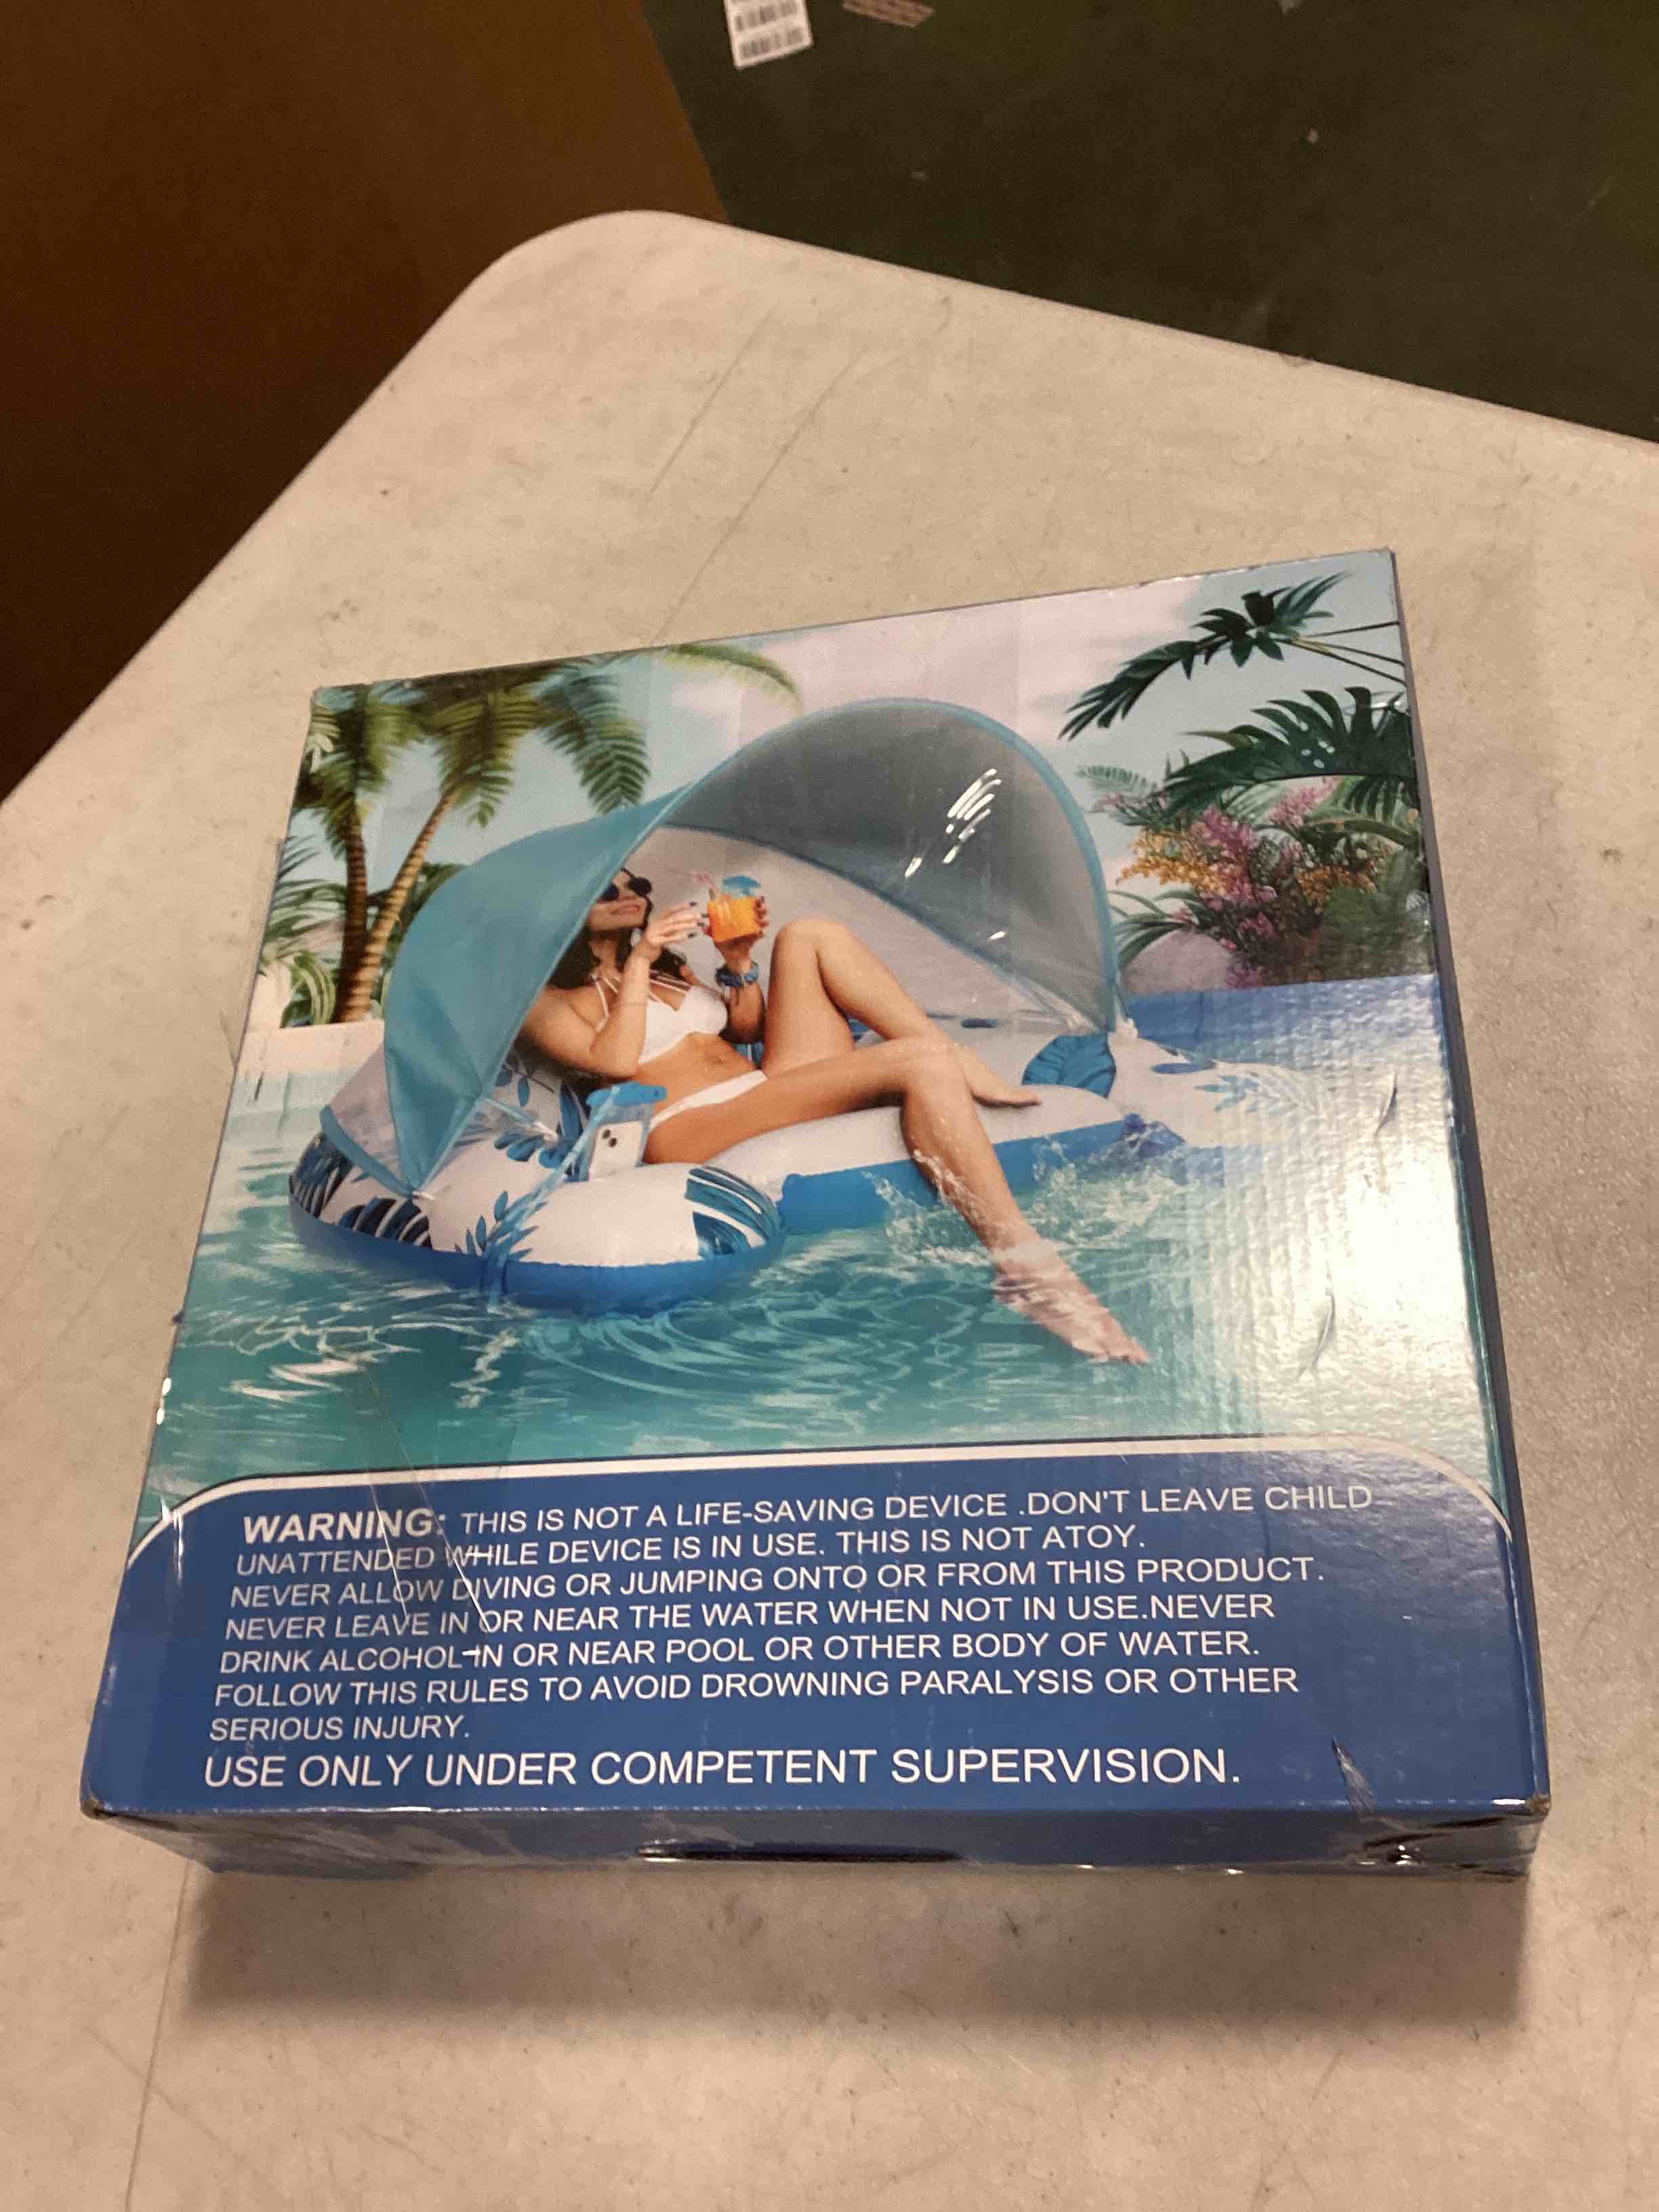 WARNING: THIS IS NOT A LIFE-SAVING DEVICE .DON'T LEAVE CHILD
UNATTENDED WHILE DEVICE IS IN USE. THIS IS NOT ATOY.
NEVER ALLOW DIVING OR JUMPING ONTO OR FROM THIS PRODUCT.
NEVER LEAVE IN OR NEAR THE WATER WHEN NOT IN USE.NEVER
DRINK ALCOHOL IN OR NEAR POOL OR OTHER BODY OF WATER.
FOLLOW THIS RULES TO AVOID DROWNING PARALYSIS OR OTHER
SERIOUS INJURY.
USE ONLY UNDER COMPETENT SUPERVISION.